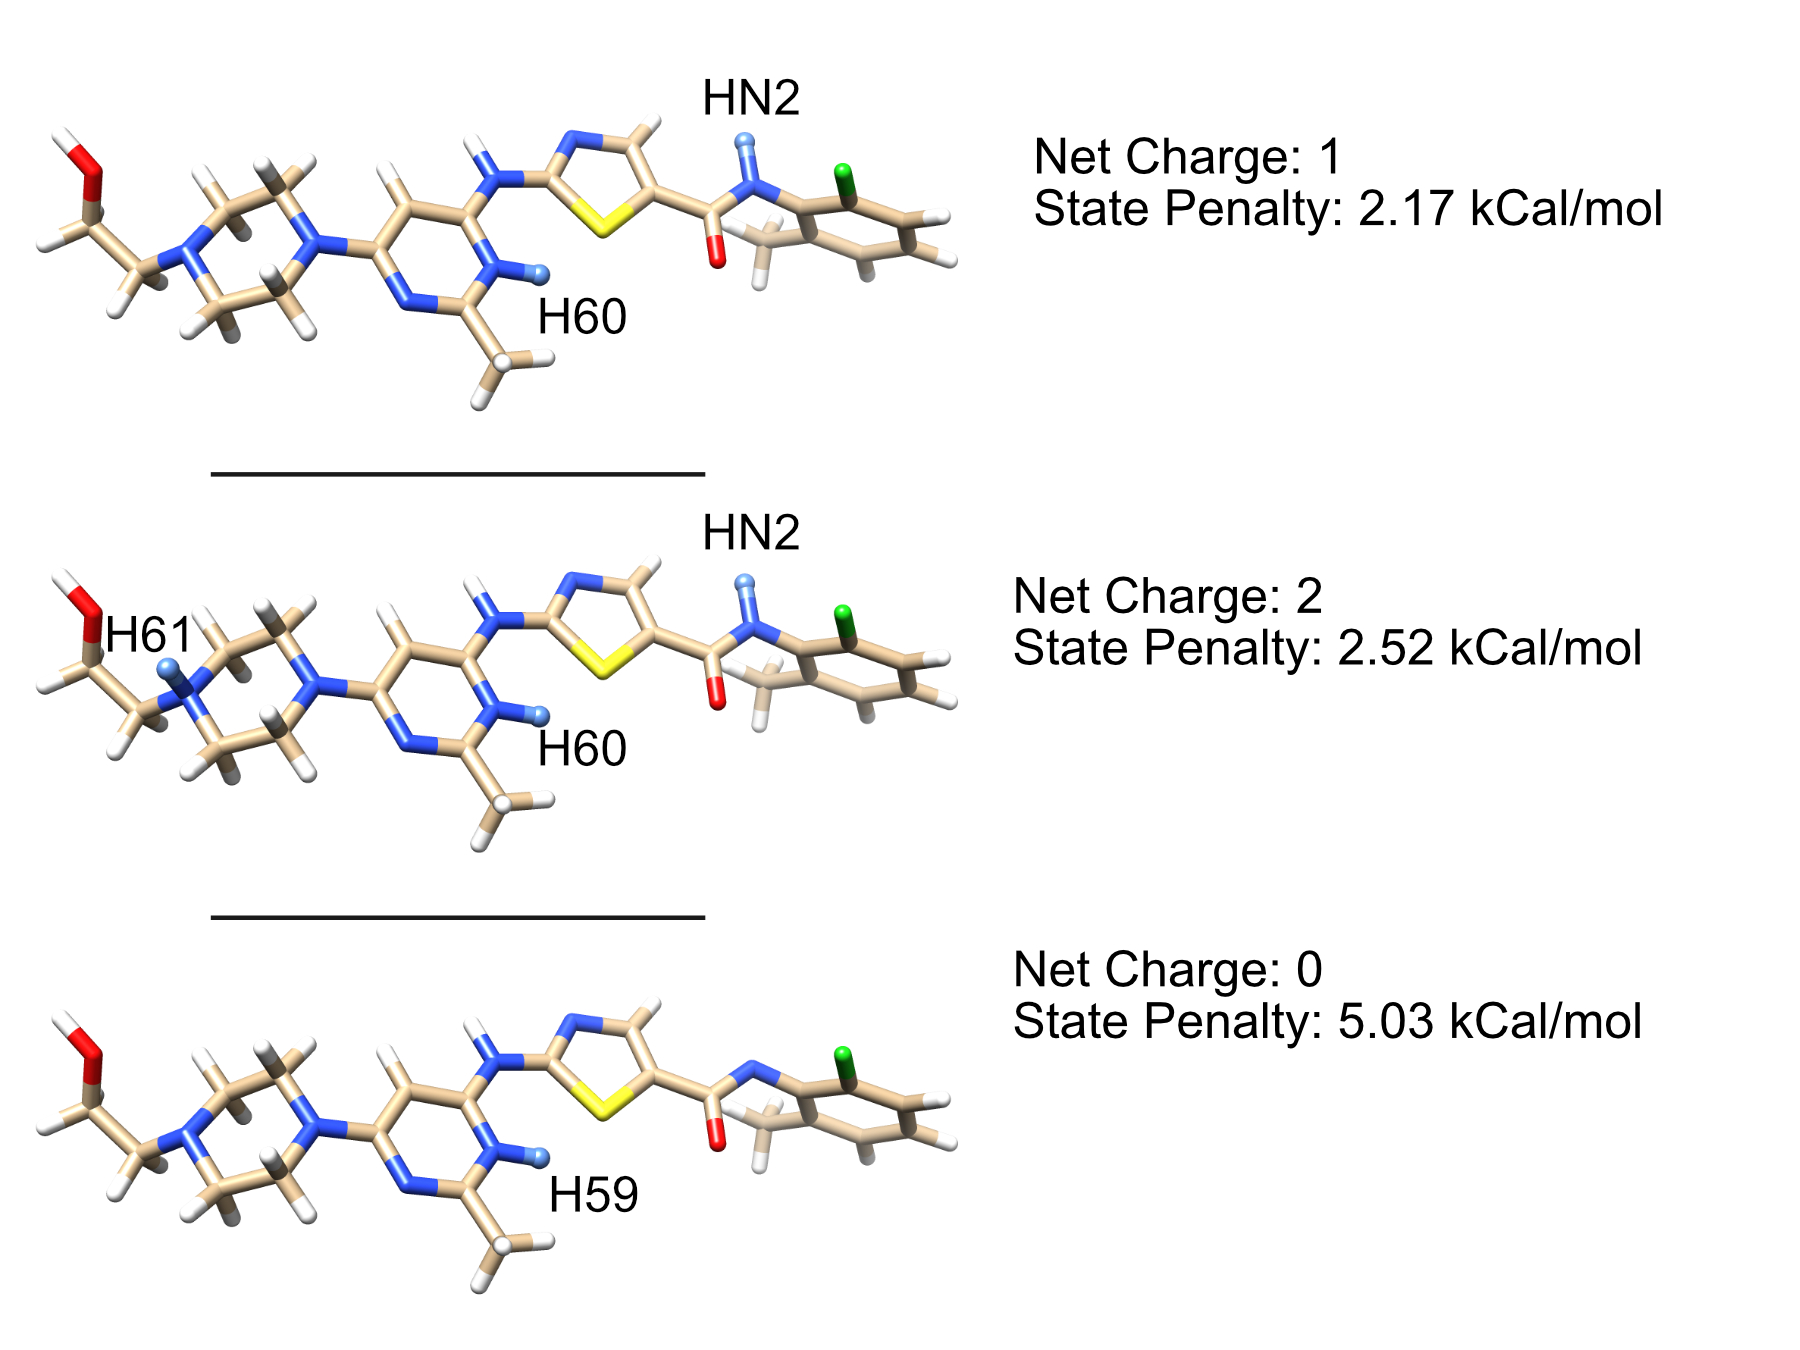 HN2
Net Charge: 1
State Penalty: 2.17 kCal/mol
H60
HN2
Net Charge: 2
H61
State Penalty: 2.52 kCal/mol
H60
Net Charge: 0
State Penalty: 5.03 kCal/mol
H59